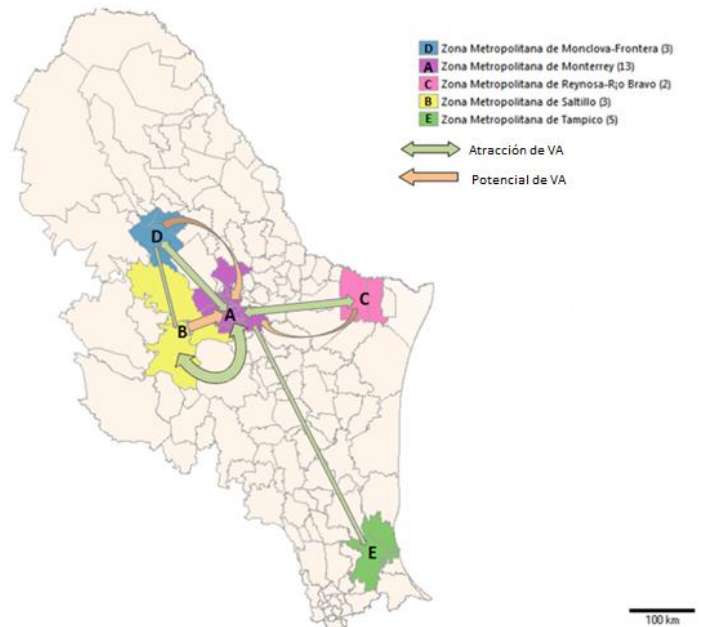 D Zona Metropolitana de Monclova-Frontera (3)
A Zona Metropolitana de Monterrey (13)
C Zona Metropolitana de Reynosa-R¡o Bravo (2)
B Zona Metropolitana de Saltillo (3)
E Zona Metropolitana de Tampico (5)
Atracción de VA
Potencial de VA
D
C
A
B
E
100 km